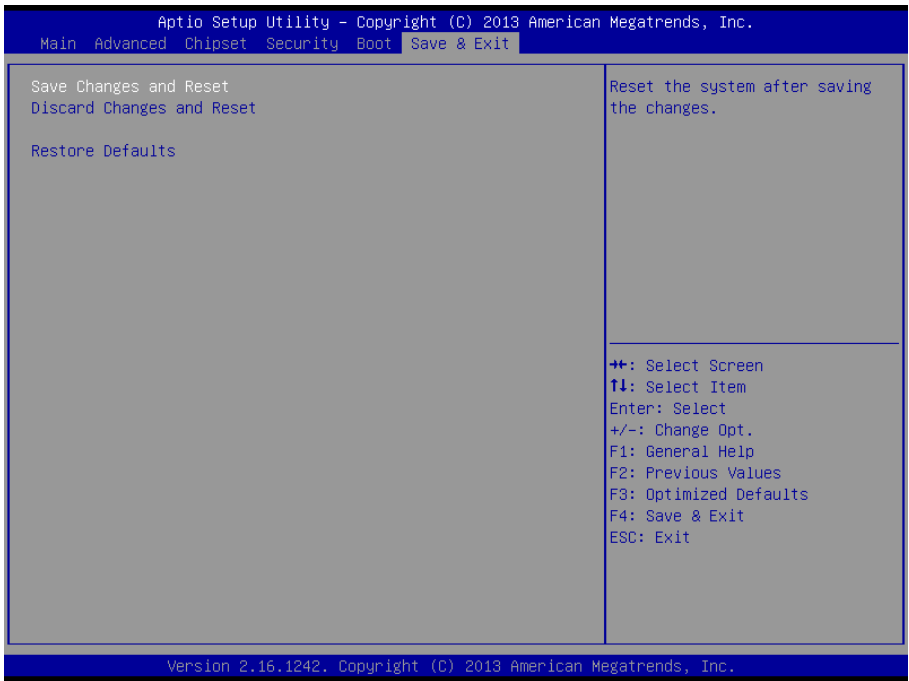 Aptio Setup Utility – Copyright (C) 2013 American Megatrends, Inc.
Main Advanced Chipset Security Boot Save & Exit
Save Changes and Reset
Discard Changes and Reset
Restore Defaults
Reset the system after saving
the changes.
→←: Select Screen
↑↓: Select Item
Enter: Select
+/-: Change Opt.
F1: General Help
F2: Previous Values
F3: Optimized Defaults
F4: Save & Exit
ESC: Exit
Version 2.16.1242. Copyright (C) 2013 American Megatrends, Inc.